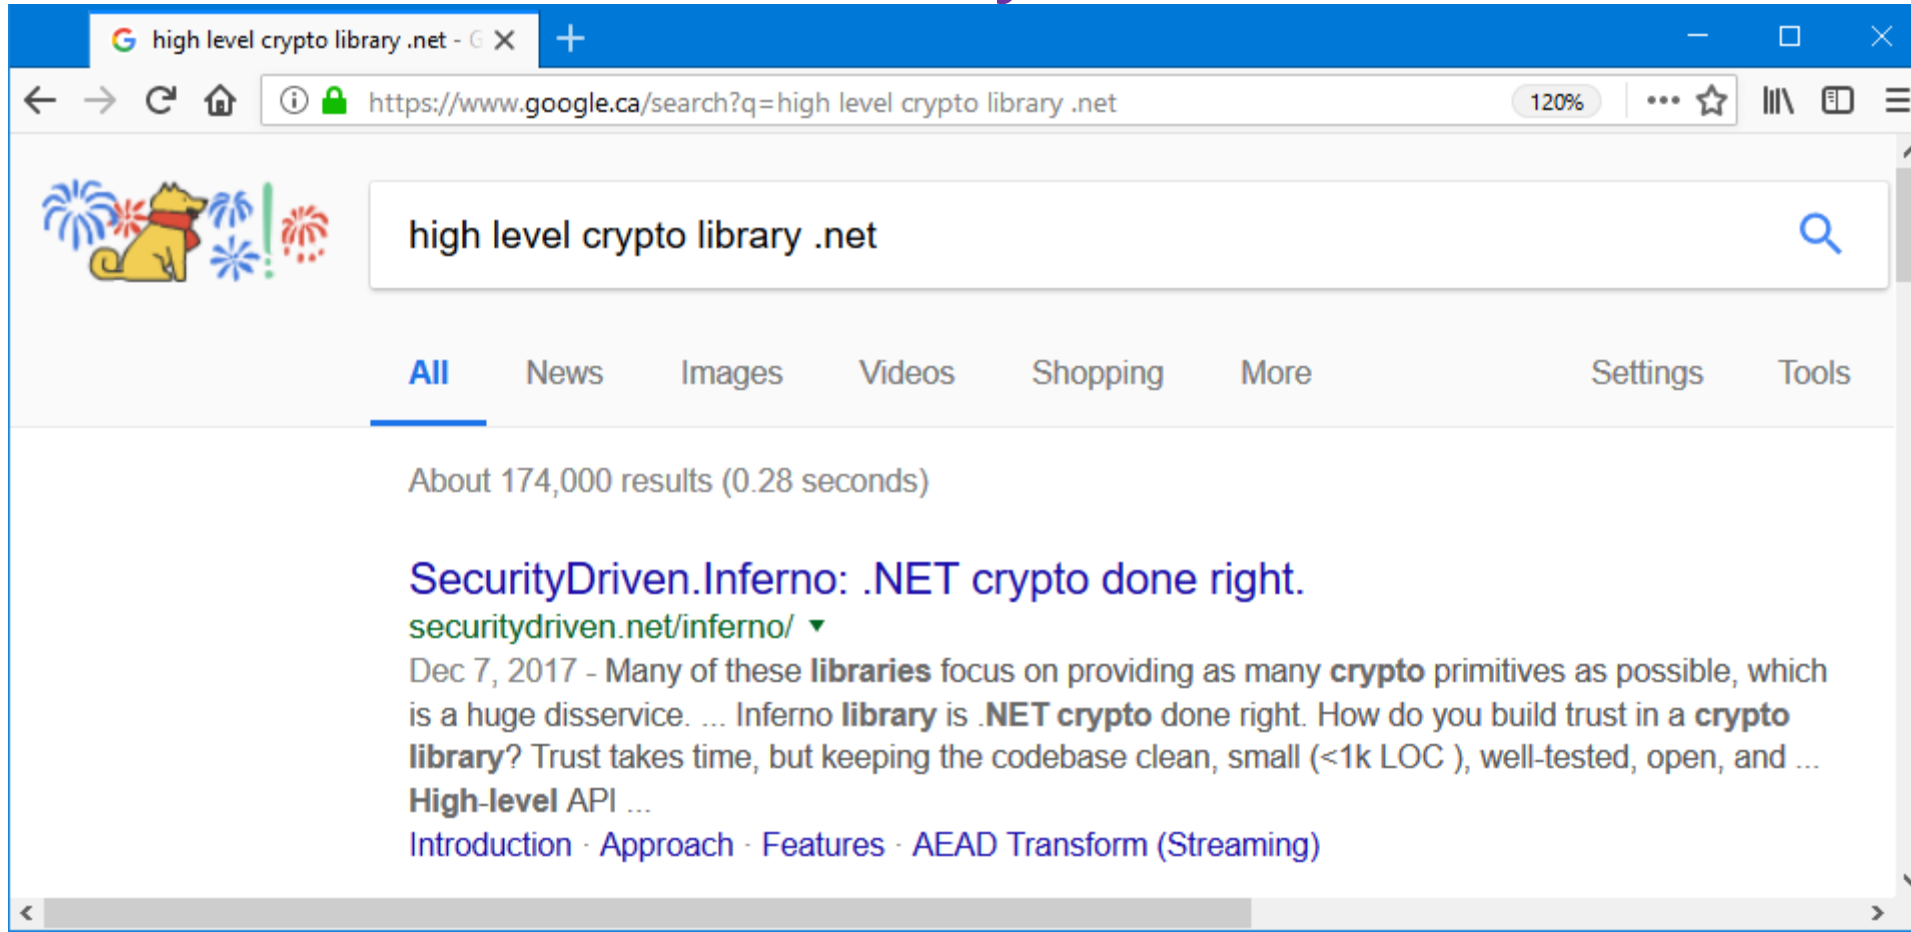 high level crypto library .net - G
https://www.google.ca/search?q=high level crypto library .net
120%
high level crypto library .net
All News Images Videos Shopping More Settings Tools
About 174,000 results (0.28 seconds)
SecurityDriven.Inferno: .NET crypto done right.
securitydriven.net/inferno/
Dec 7, 2017 - Many of these libraries focus on providing as many crypto primitives as possible, which
is a huge disservice. ... Inferno library is .NET crypto done right. How do you build trust in a crypto
library? Trust takes time, but keeping the codebase clean, small (<1k LOC ), well-tested, open, and ...
High-level API ...
Introduction · Approach · Features · AEAD Transform (Streaming)